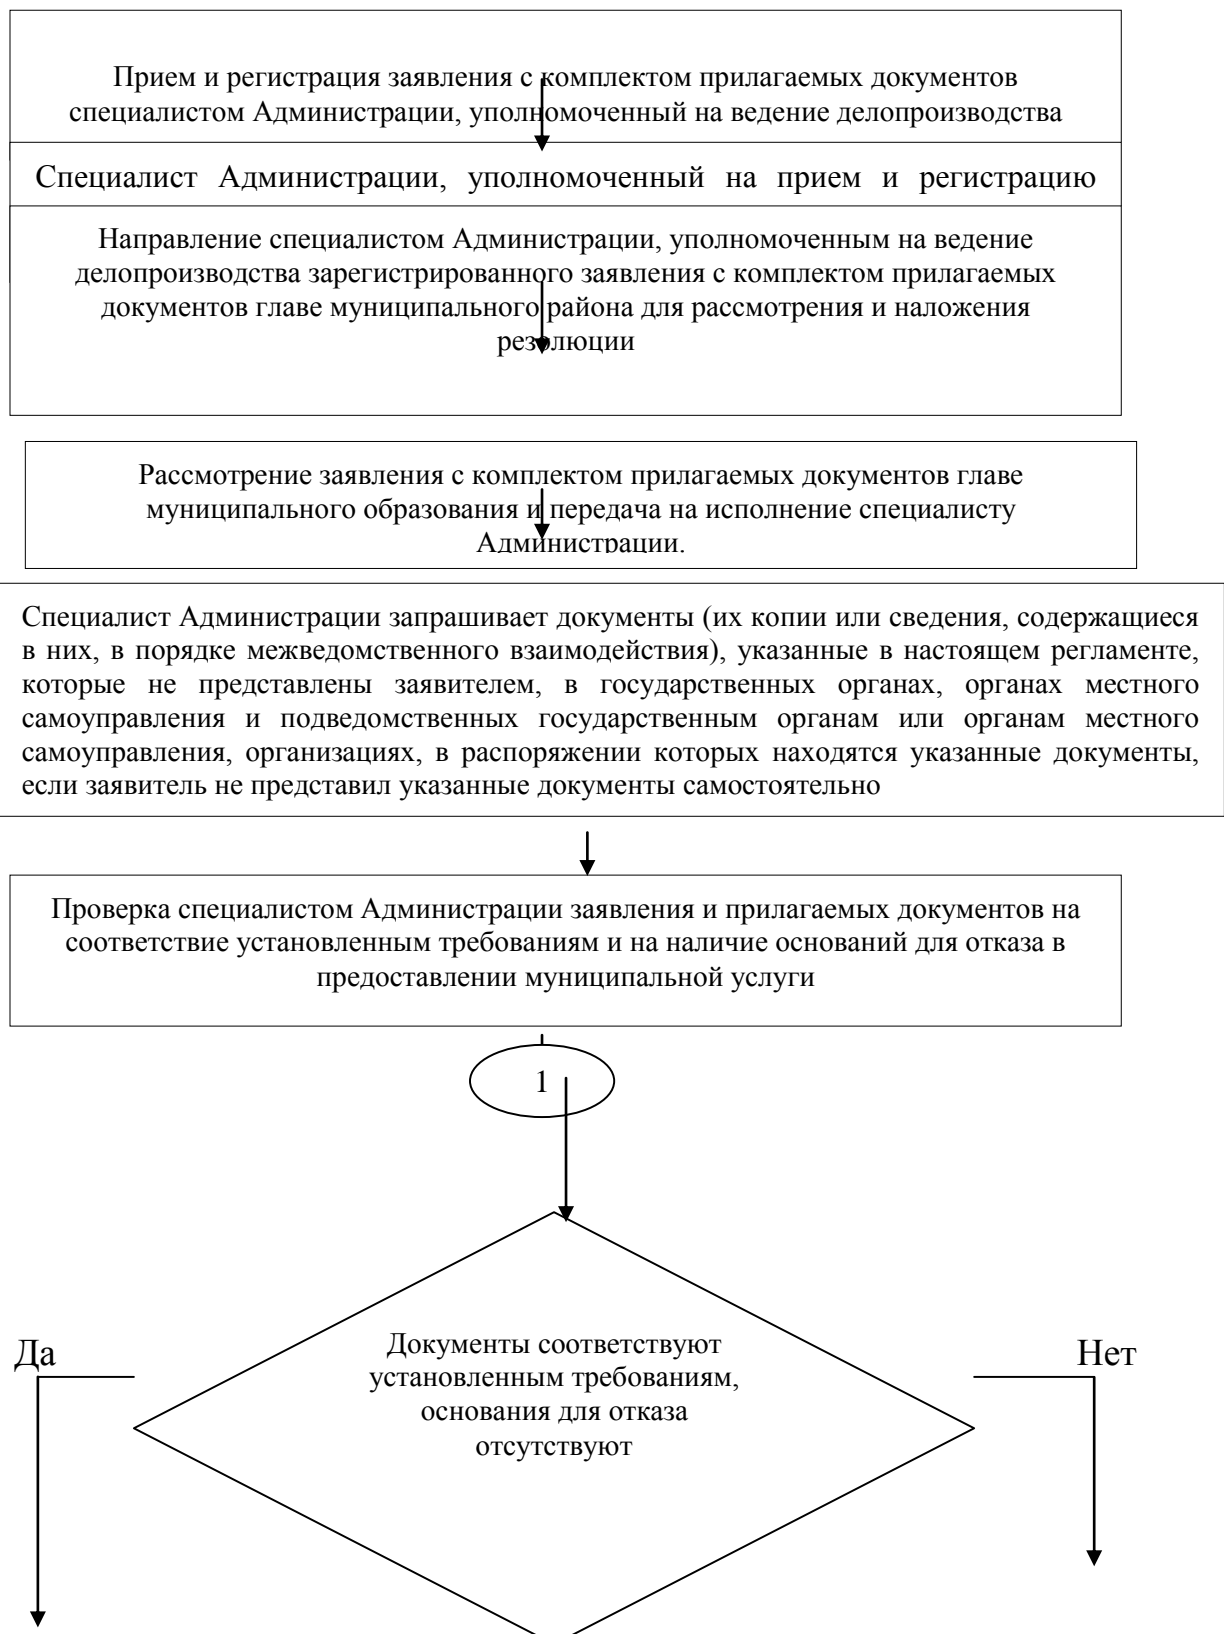 Прием и регистрация заявления с комплектом прилагаемых документов
специалистом Администрации, уполномоченный на ведение делопроизводства
Специалист Администрации, уполномоченный на прием и регистрацию
Направление специалистом Администрации, уполномоченным на ведение
делопроизводства зарегистрированного заявления с комплектом прилагаемых
документов главе муниципального района для рассмотрения и наложения
резолюции
Рассмотрение заявления с комплектом прилагаемых документов главе
муниципального образования и передача на исполнение специалисту
Администрации.
Специалист Администрации запрашивает документы (их копии или сведения, содержащиеся
в них, в порядке межведомственного взаимодействия), указанные в настоящем регламенте,
которые не представлены заявителем, в государственных органах, органах местного
самоуправления и подведомственных государственным органам или органам местного
самоуправления, организациях, в распоряжении которых находятся указанные документы,
если заявитель не представил указанные документы самостоятельно
Проверка специалистом Администрации заявления и прилагаемых документов на
соответствие установленным требованиям и на наличие оснований для отказа в
предоставлении муниципальной услуги
1
Да
Документы соответствуют
установленным требованиям,
основания для отказа
отсутствуют
Нет